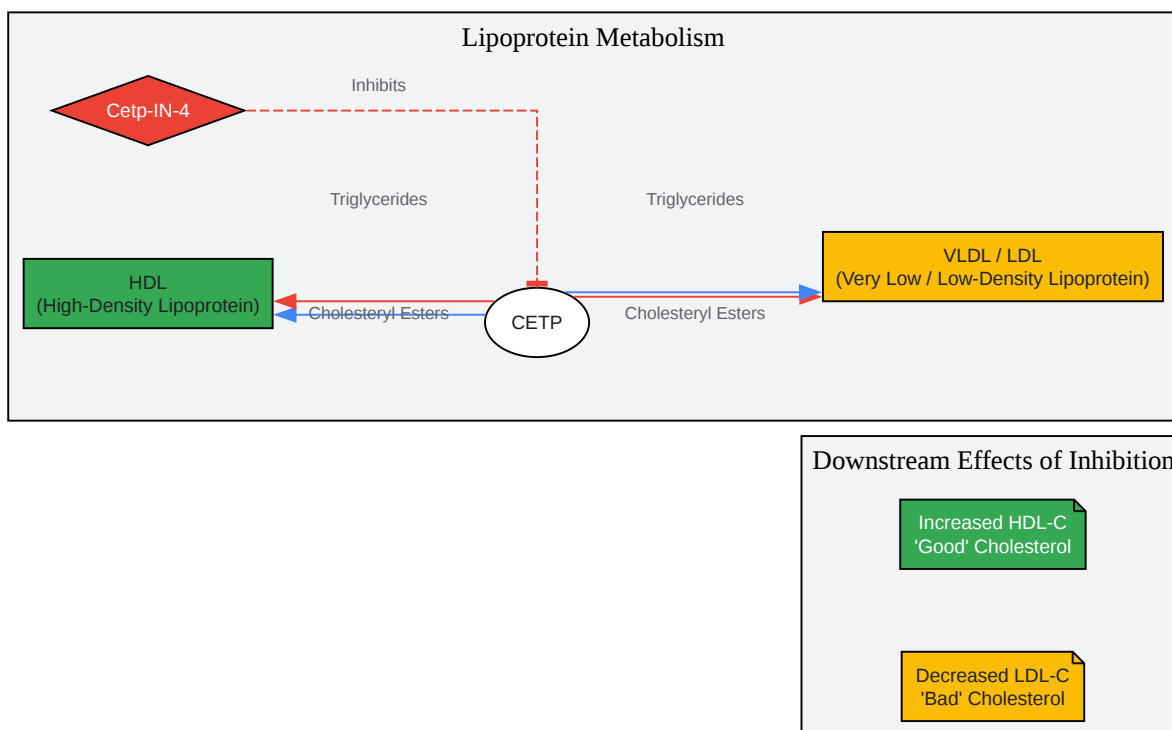 Lipoprotein Metabolism
Inhibits
Cetp-IN-4
Triglycerides
Triglycerides
HDL
(High-Density Lipoprotein)
VLDL / LDL
(Very Low / Low-Density Lipoprotein)
Cholesteryl Esters
CETP
Cholesteryl Esters
Downstream Effects of Inhibition
Increased HDL-C
'Good' Cholesterol
Decreased LDL-C
'Bad' Cholesterol